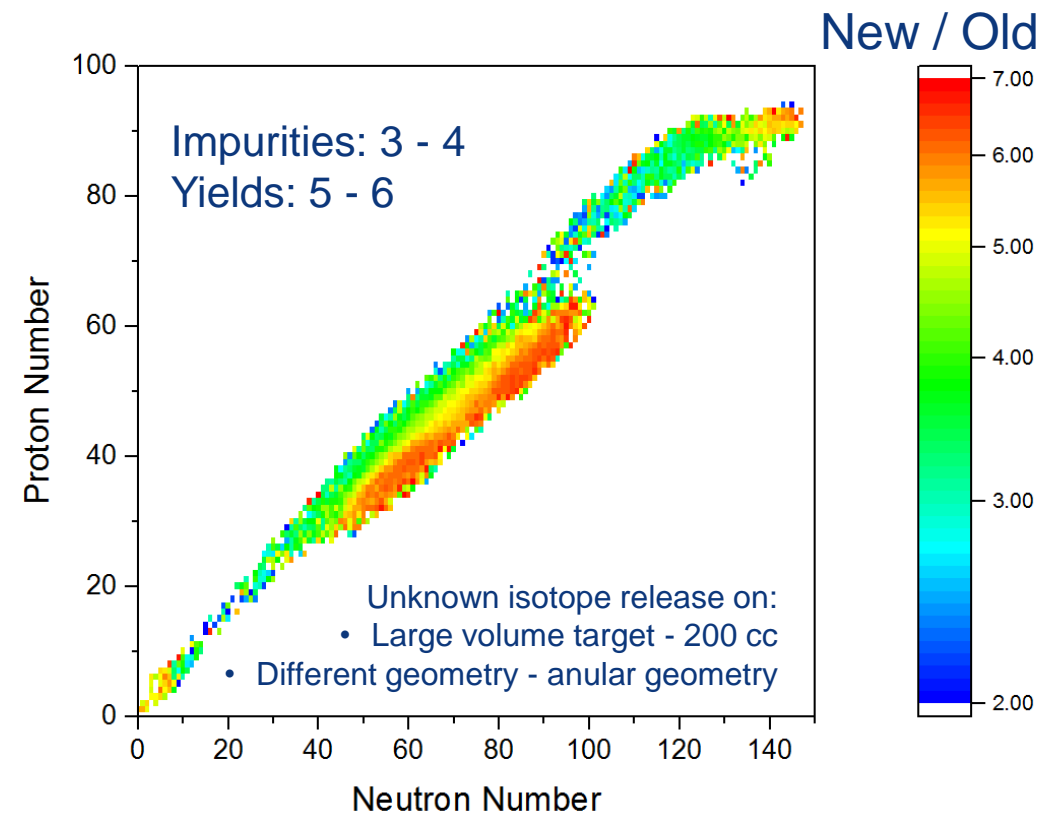 New / Old
100
80
60
40
20
0
Proton Number
Impurities: 3 - 4
Yields: 5 - 6
Unknown isotope release on:
• Large volume target - 200 cc
• Different geometry - anular geometry
0 20 40 60 80 100 120 140
Neutron Number
7.00
6.00
5.00
4.00
3.00
2.00